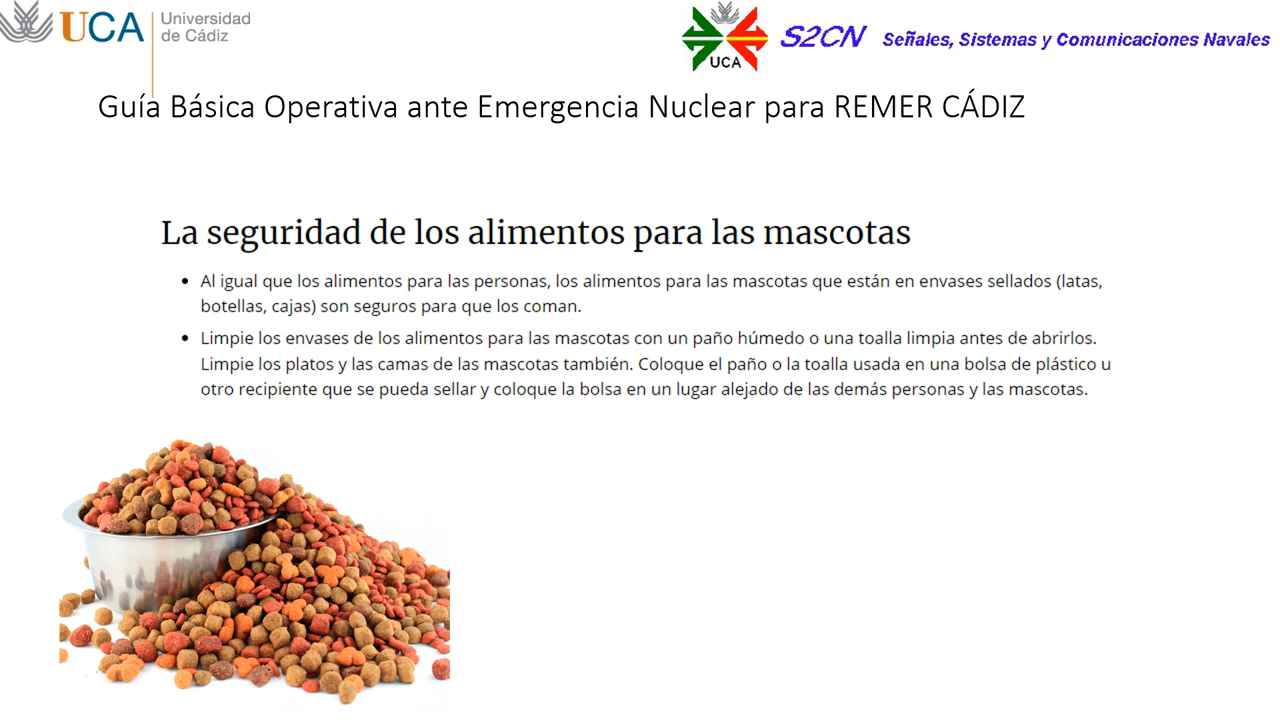 UCA
Universidad
de Cádiz
UCA
S2CN
Señales, Sistemas y Comunicaciones Navales
Guía Básica Operativa ante Emergencia Nuclear para REMER CÁDIZ
La seguridad de los alimentos para las mascotas
• Al igual que los alimentos para las personas, los alimentos para las mascotas que están en envases sellados (latas,
botellas, cajas) son seguros para que los coman.
• Limpie los envases de los alimentos para las mascotas con un paño húmedo o una toalla limpia antes de abrirlos.
Limpie los platos y las camas de las mascotas también. Coloque el paño o la toalla usada en una bolsa de plástico u
otro recipiente que se pueda sellar y coloque la bolsa en un lugar alejado de las demás personas y las mascotas.